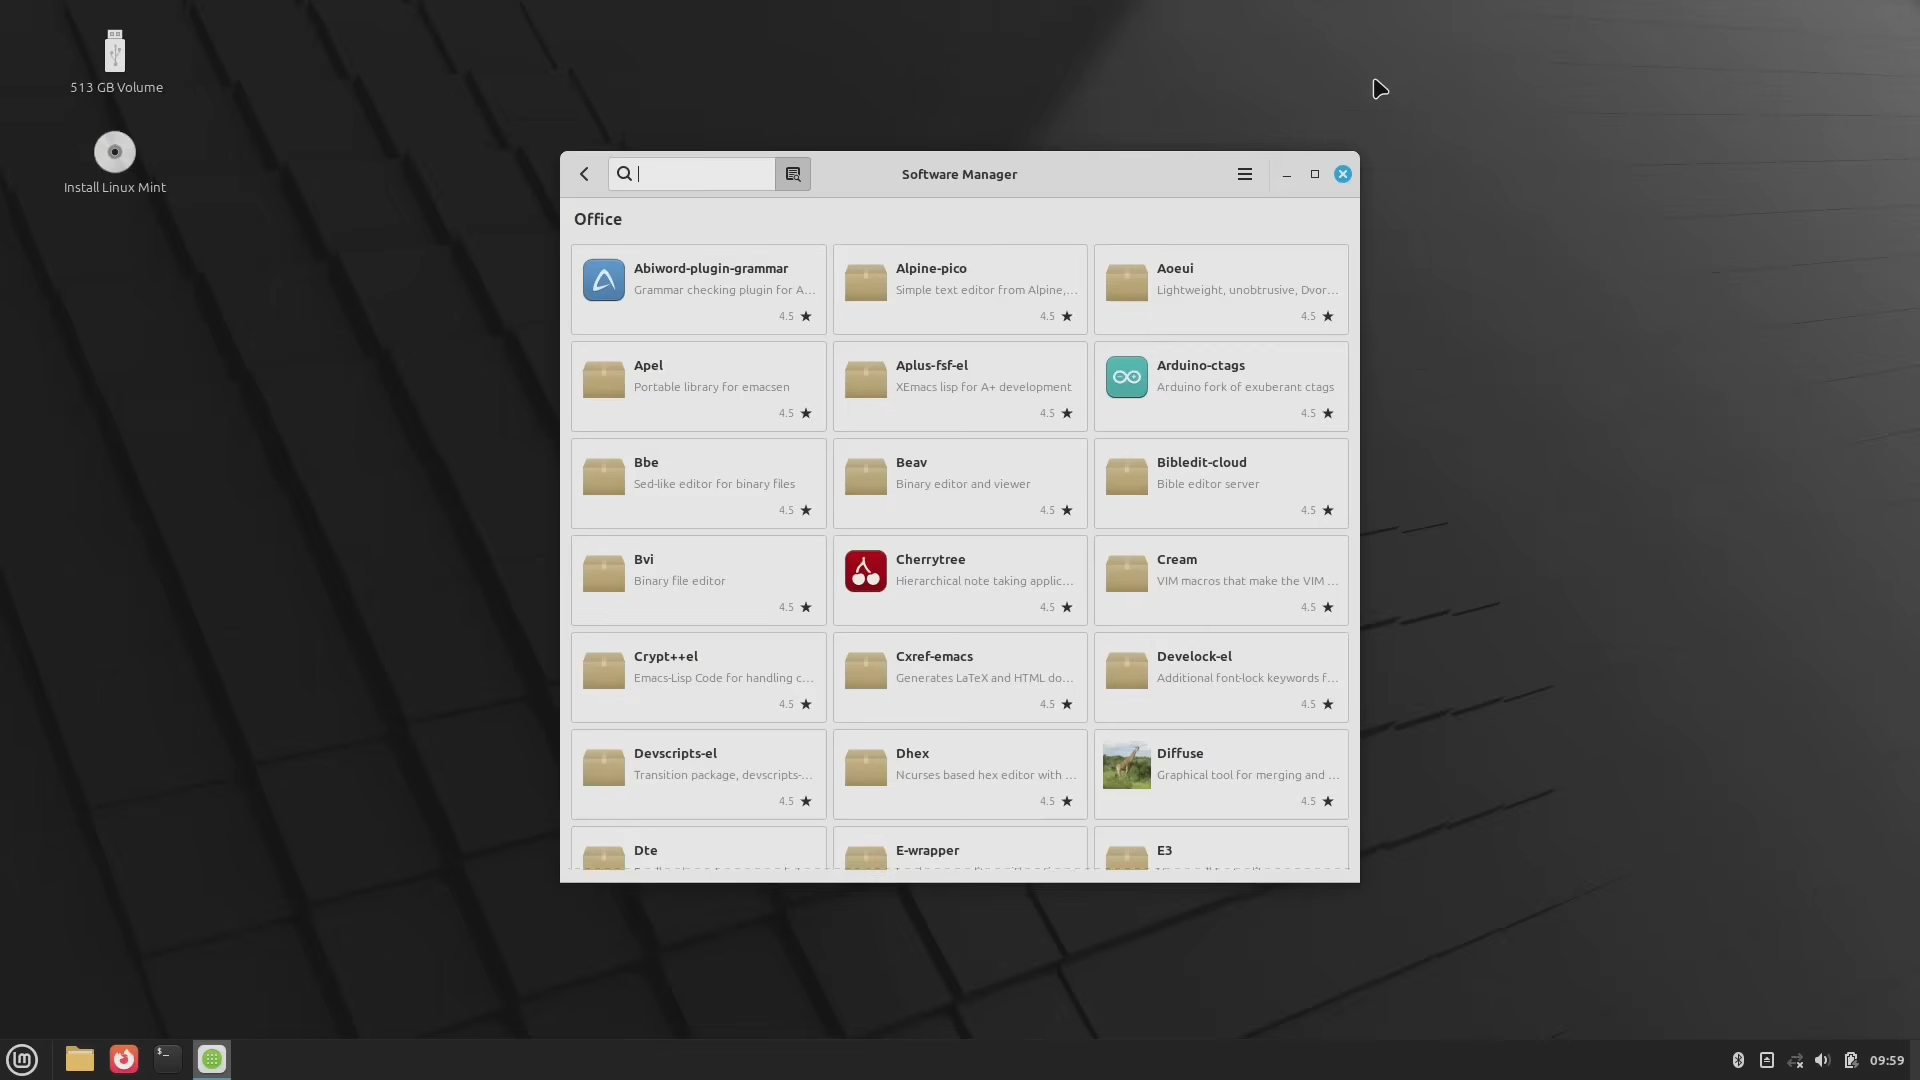 513 GB Volume
Install Linux Mint
Software Manager
Office
Abiword-plugin-grammar
Grammar checking plugin for A...
4.5 ★
Alpine-pico
Simple text editor from Alpine,...
4.5 ★
Aoeui
Lightweight, unobtrusive, Dvor...
4.5 ★
Apel
Portable library for emacsen
4.5 ★
Aplus-fsf-el
XEmacs lisp for A+ development
4.5 ★
Arduino-ctags
Arduino fork of exuberant ctags
4.5 ★
Bbe
Sed-like editor for binary files
4.5 ★
Beav
Binary editor and viewer
4.5 ★
Bibledit-cloud
Bible editor server
4.5 ★
Bvi
Binary file editor
4.5 ★
Cherrytree
Hierarchical note taking applic...
4.5 ★
Cream
VIM macros that make the VIM ...
4.5 ★
Crypt++el
Emacs-Lisp Code for handling c...
4.5 ★
Cxref-emacs
Generates LaTeX and HTML do...
4.5 ★
Develock-el
Additional font-lock keywords f...
4.5 ★
Devscripts-el
Transition package, devscripts-...
4.5 ★
Dhex
Ncurses based hex editor with ...
4.5 ★
Diffuse
Graphical tool for merging and ...
4.5 ★
Dte
E-wrapper
E3
$_
09:59